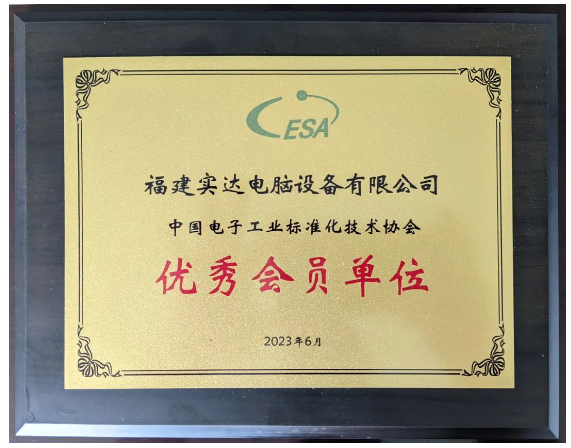 CESA
福建实达电脑设备有限公司
中国电子工业标准化技术协会
优秀会员单位
2023年6月